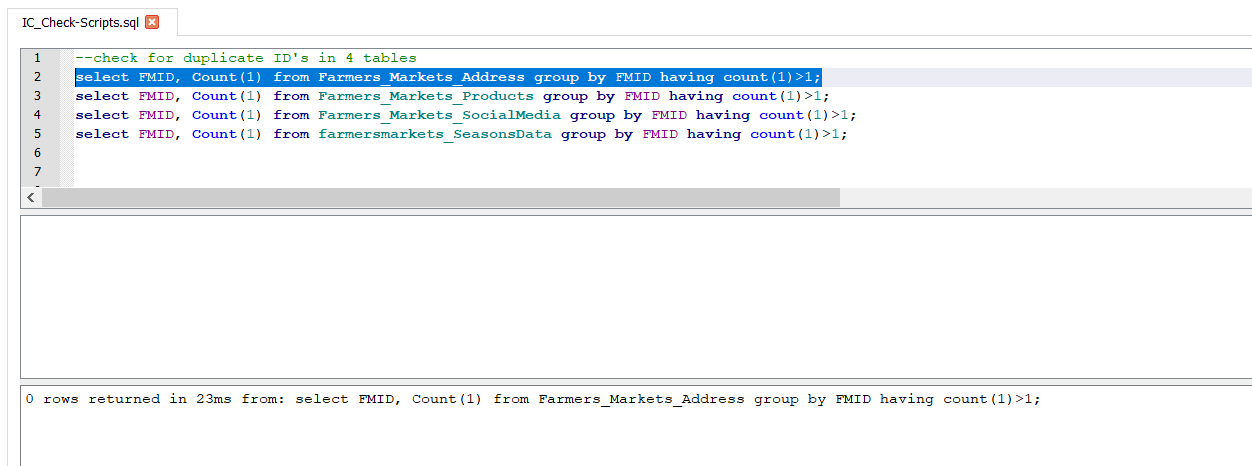 IC_Check-Scripts.sql
1 --check for duplicate ID's in 4 tables
2 select FMID, Count(1) from Farmers_Markets_Address group by FMID having count(1)>1;
3 select FMID, Count(1) from Farmers_Markets_Products group by FMID having count(1)>1;
4 select FMID, Count(1) from Farmers_Markets_SocialMedia group by FMID having count(1)>1;
5 select FMID, Count(1) from farmersmarkets_SeasonsData group by FMID having count(1)>1;
6
7
0 rows returned in 23ms from: select FMID, Count(1) from Farmers_Markets_Address group by FMID having count(1)>1;